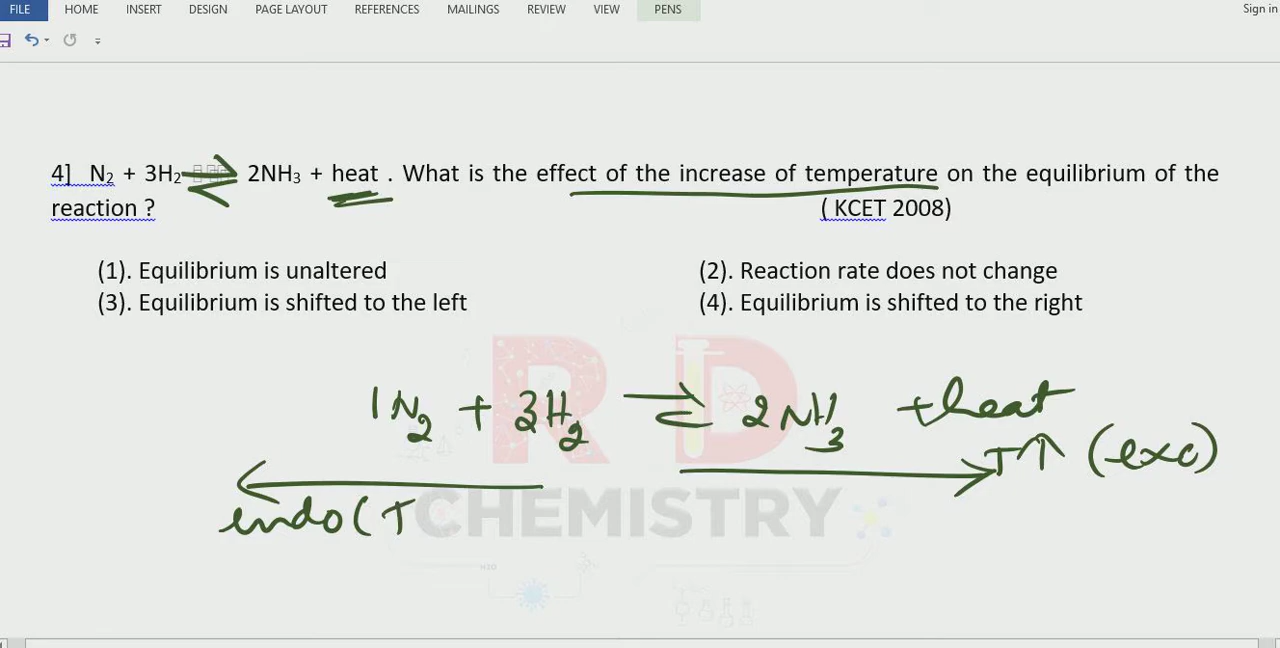 FILE HOME INSERT DESIGN PAGE LAYOUT REFERENCES MAILINGS REVIEW VIEW PENS Sign in
4] N₂ + 3H₂ ⇌ 2NH₃ + heat . What is the effect of the increase of temperature on the equilibrium of the
reaction ? ( KCET 2008)
(1). Equilibrium is unaltered (2). Reaction rate does not change
(3). Equilibrium is shifted to the left (4). Equilibrium is shifted to the right
1N₂ + 3H₂ ⇌ 2NH₃ + heat
T↑ (exo)
endo (T
R D
CHEMISTRY